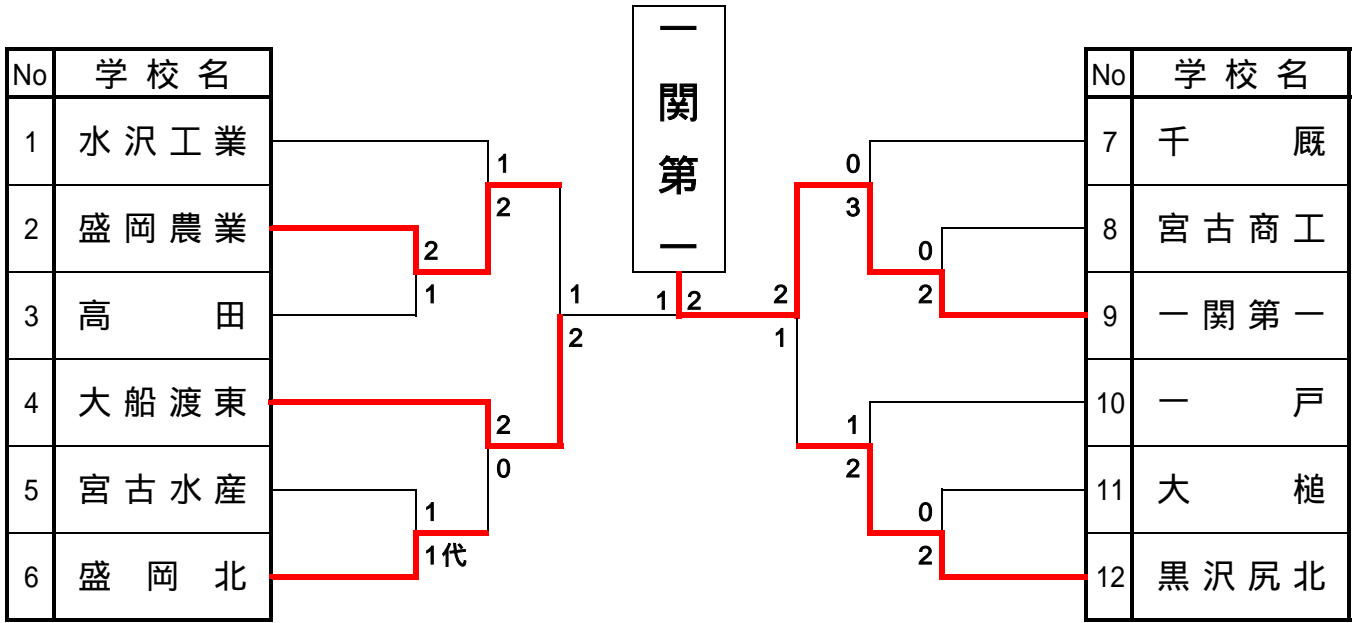 一関第一
No 学校名
1 水沢工業
2 盛岡農業
3 高田
4 大船渡東
5 宮古水産
6 盛岡北
1
2
2
1
1
2
2
0
1
1代
1 2
0
3
0
2
2
1
1
2
0
2
No 学校名
7 千厩
8 宮古商工
9 一関第一
10 一戸
11 大槌
12 黒沢尻北